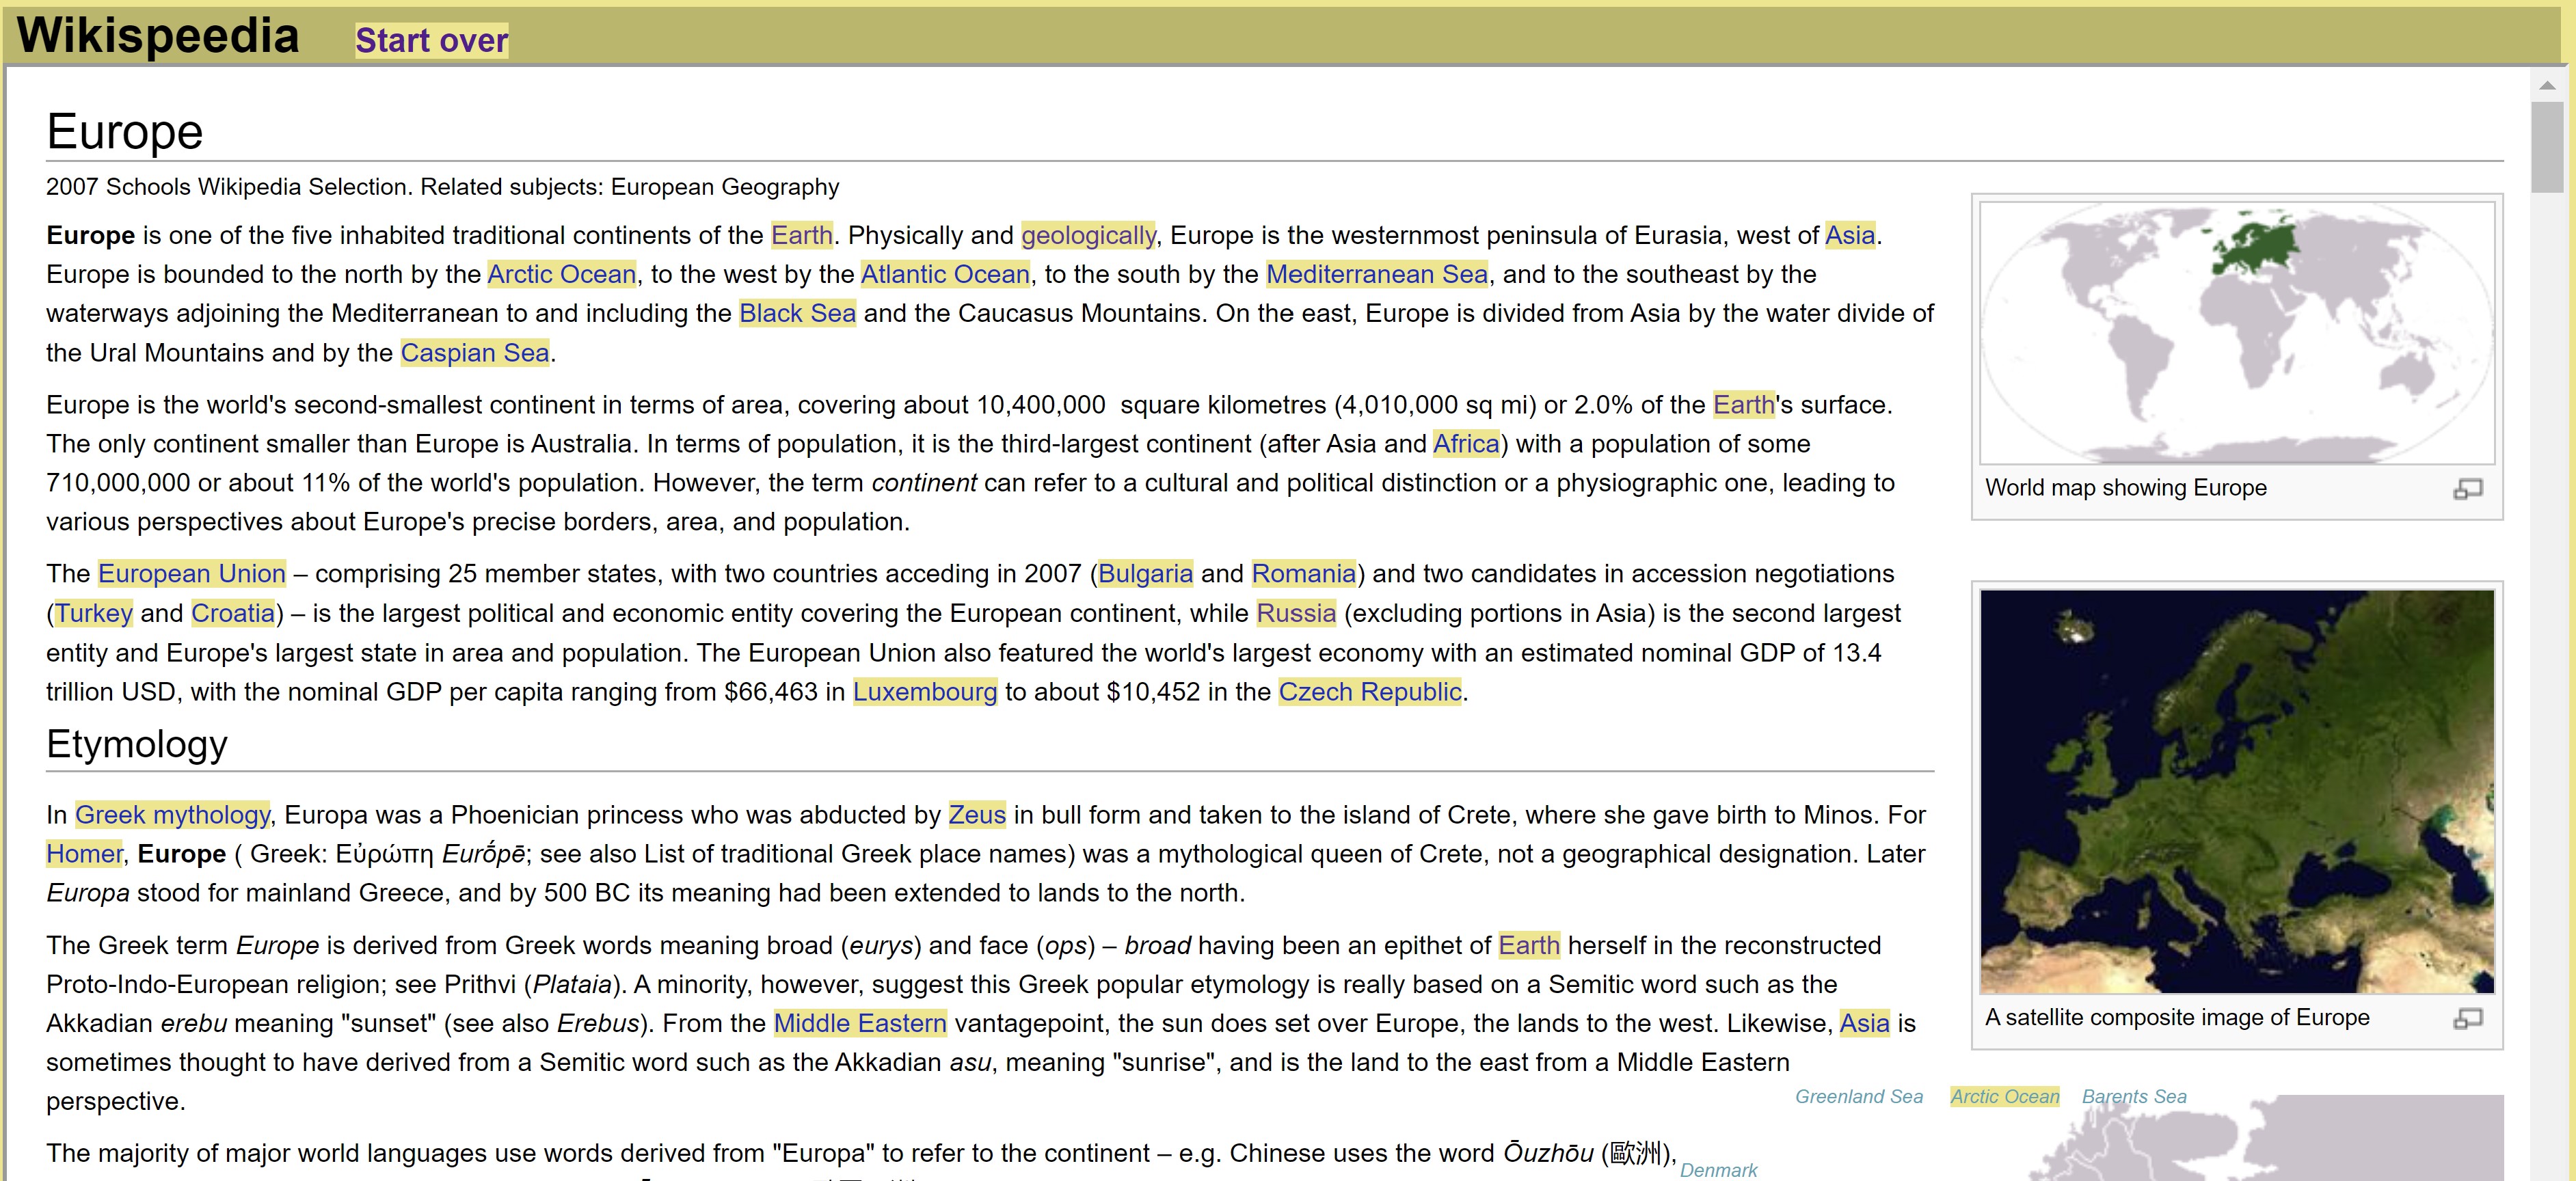 Wikispeedia Start over
Europe
2007 Schools Wikipedia Selection. Related subjects: European Geography
Europe is one of the five inhabited traditional continents of the Earth. Physically and geologically, Europe is the westernmost peninsula of Eurasia, west of Asia.
Europe is bounded to the north by the Arctic Ocean, to the west by the Atlantic Ocean, to the south by the Mediterranean Sea, and to the southeast by the
waterways adjoining the Mediterranean to and including the Black Sea and the Caucasus Mountains. On the east, Europe is divided from Asia by the water divide of
the Ural Mountains and by the Caspian Sea.
Europe is the world's second-smallest continent in terms of area, covering about 10,400,000 square kilometres (4,010,000 sq mi) or 2.0% of the Earth's surface.
The only continent smaller than Europe is Australia. In terms of population, it is the third-largest continent (after Asia and Africa) with a population of some
710,000,000 or about 11% of the world's population. However, the term continent can refer to a cultural and political distinction or a physiographic one, leading to
various perspectives about Europe's precise borders, area, and population.
The European Union – comprising 25 member states, with two countries acceding in 2007 (Bulgaria and Romania) and two candidates in accession negotiations
(Turkey and Croatia) – is the largest political and economic entity covering the European continent, while Russia (excluding portions in Asia) is the second largest
entity and Europe's largest state in area and population. The European Union also featured the world's largest economy with an estimated nominal GDP of 13.4
trillion USD, with the nominal GDP per capita ranging from $66,463 in Luxembourg to about $10,452 in the Czech Republic.
Etymology
In Greek mythology, Europa was a Phoenician princess who was abducted by Zeus in bull form and taken to the island of Crete, where she gave birth to Minos. For
Homer, Europe ( Greek: Εὐρώπη Eurṓpē; see also List of traditional Greek place names) was a mythological queen of Crete, not a geographical designation. Later
Europa stood for mainland Greece, and by 500 BC its meaning had been extended to lands to the north.
The Greek term Europe is derived from Greek words meaning broad (eurys) and face (ops) – broad having been an epithet of Earth herself in the reconstructed
Proto-Indo-European religion; see Prithvi (Plataia). A minority, however, suggest this Greek popular etymology is really based on a Semitic word such as the
Akkadian erebu meaning "sunset" (see also Erebus). From the Middle Eastern vantagepoint, the sun does set over Europe, the lands to the west. Likewise, Asia is
sometimes thought to have derived from a Semitic word such as the Akkadian asu, meaning "sunrise", and is the land to the east from a Middle Eastern
perspective.
The majority of major world languages use words derived from "Europa" to refer to the continent – e.g. Chinese uses the word Ōuzhōu (歐洲),
World map showing Europe
A satellite composite image of Europe
Greenland Sea Arctic Ocean Barents Sea
Denmark